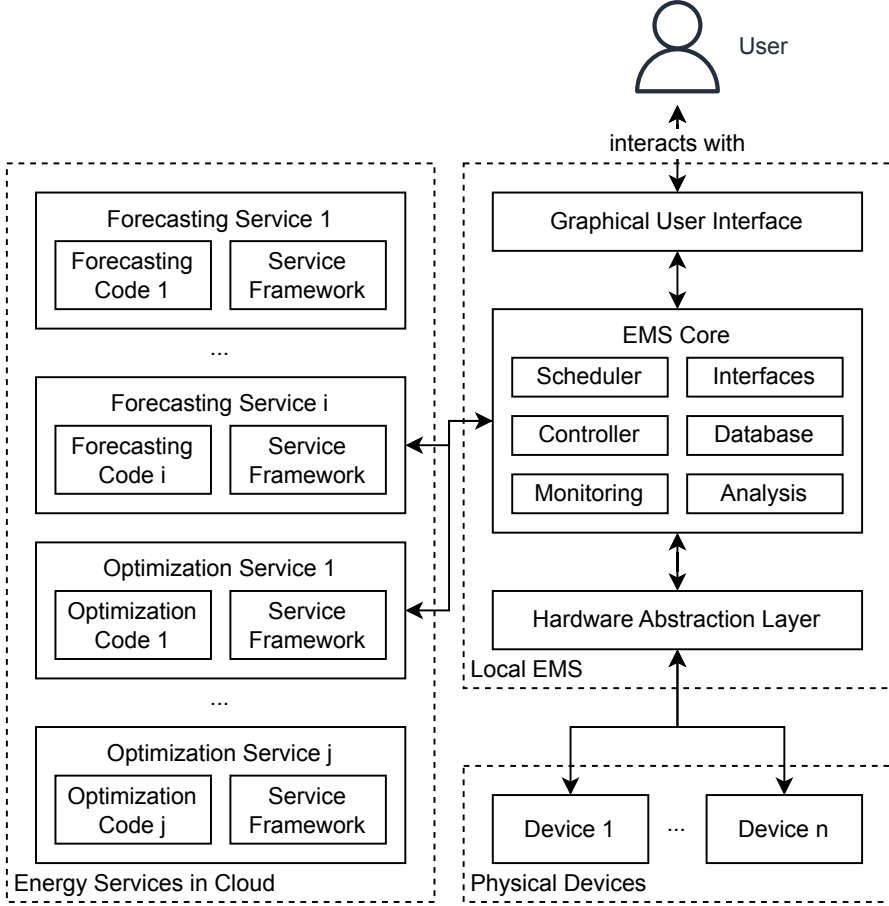 User
interacts with
Forecasting Service 1
Forecasting
Code 1
Service
Framework
...
Forecasting Service i
Forecasting
Code i
Service
Framework
Optimization Service 1
Optimization
Code 1
Service
Framework
...
Optimization Service j
Optimization
Code j
Service
Framework
Energy Services in Cloud
Graphical User Interface
EMS Core
Scheduler
Interfaces
Controller
Database
Monitoring
Analysis
Hardware Abstraction Layer
Local EMS
Device 1
...
Device n
Physical Devices